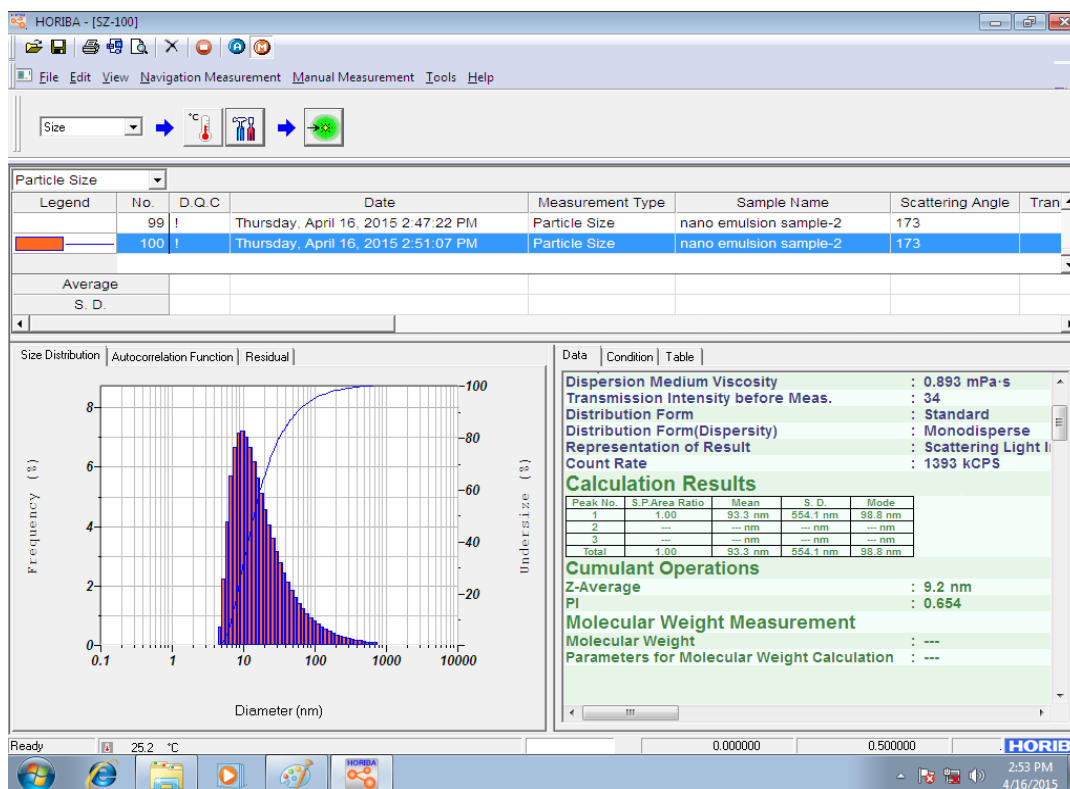 HORIBA - [SZ-100]
File Edit View Navigation Measurement Manual Measurement Tools Help
Size
°C
Particle Size
Legend No. D.Q.C Date Measurement Type Sample Name Scattering Angle Tran
99 ! Thursday, April 16, 2015 2:47:22 PM Particle Size nano emulsion sample-2 173
100 ! Thursday, April 16, 2015 2:51:07 PM Particle Size nano emulsion sample-2 173
Average
S. D.
Size Distribution Autocorrelation Function Residual
Frequency (%)
8
6
4
2
0
0.1 1 10 100 1000 10000
Diameter (nm)
100
80
60
40
20
Undersize (%)
Data Condition Table
Dispersion Medium Viscosity : 0.893 mPa·s
Transmission Intensity before Meas. : 34
Distribution Form : Standard
Distribution Form(Dispersity) : Monodisperse
Representation of Result : Scattering Light
Count Rate : 1393 kCPS
Calculation Results
Peak No. S.P.Area Ratio Mean S. D. Mode
1 1.00 93.3 nm 554.1 nm 98.8 nm
2 --- --- nm --- nm --- nm
3 --- --- nm --- nm --- nm
Total 1.00 93.3 nm 554.1 nm 98.8 nm
Cumulant Operations
Z-Average : 9.2 nm
PI : 0.654
Molecular Weight Measurement
Molecular Weight : ---
Parameters for Molecular Weight Calculation : ---
Ready 25.2 °C 0.000000 0.500000 HORIB
HORIBA
2:53 PM
4/16/2015